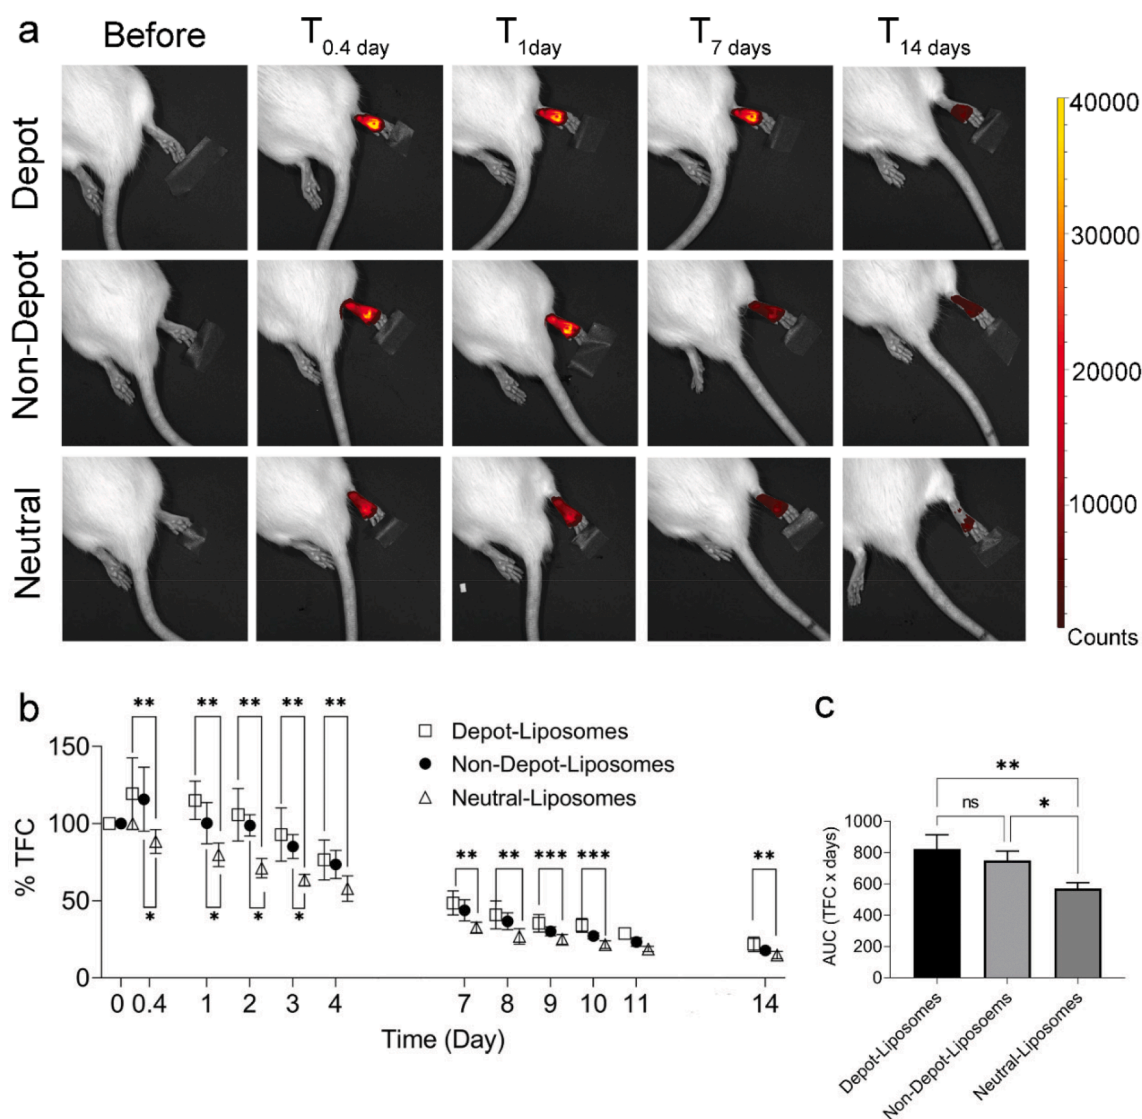 a
Before
T0.4 day
T1day
T7 days
T14 days
Depot
Non-Depot
Neutral
40000
30000
20000
10000
Counts
b
** ** ** ** **
150
100
50
0
% TFC
Depot-Liposomes
Non-Depot-Liposomes
Neutral-Liposomes
* * * *
** ** *** *** **
0 0.4 1 2 3 4 7 8 9 10 11 14
Time (Day)
c
**
ns *
1000
800
600
400
200
0
AUC (TFC x days)
Depot-Liposomes
Non-Depot-Liposoems
Neutral-Liposomes